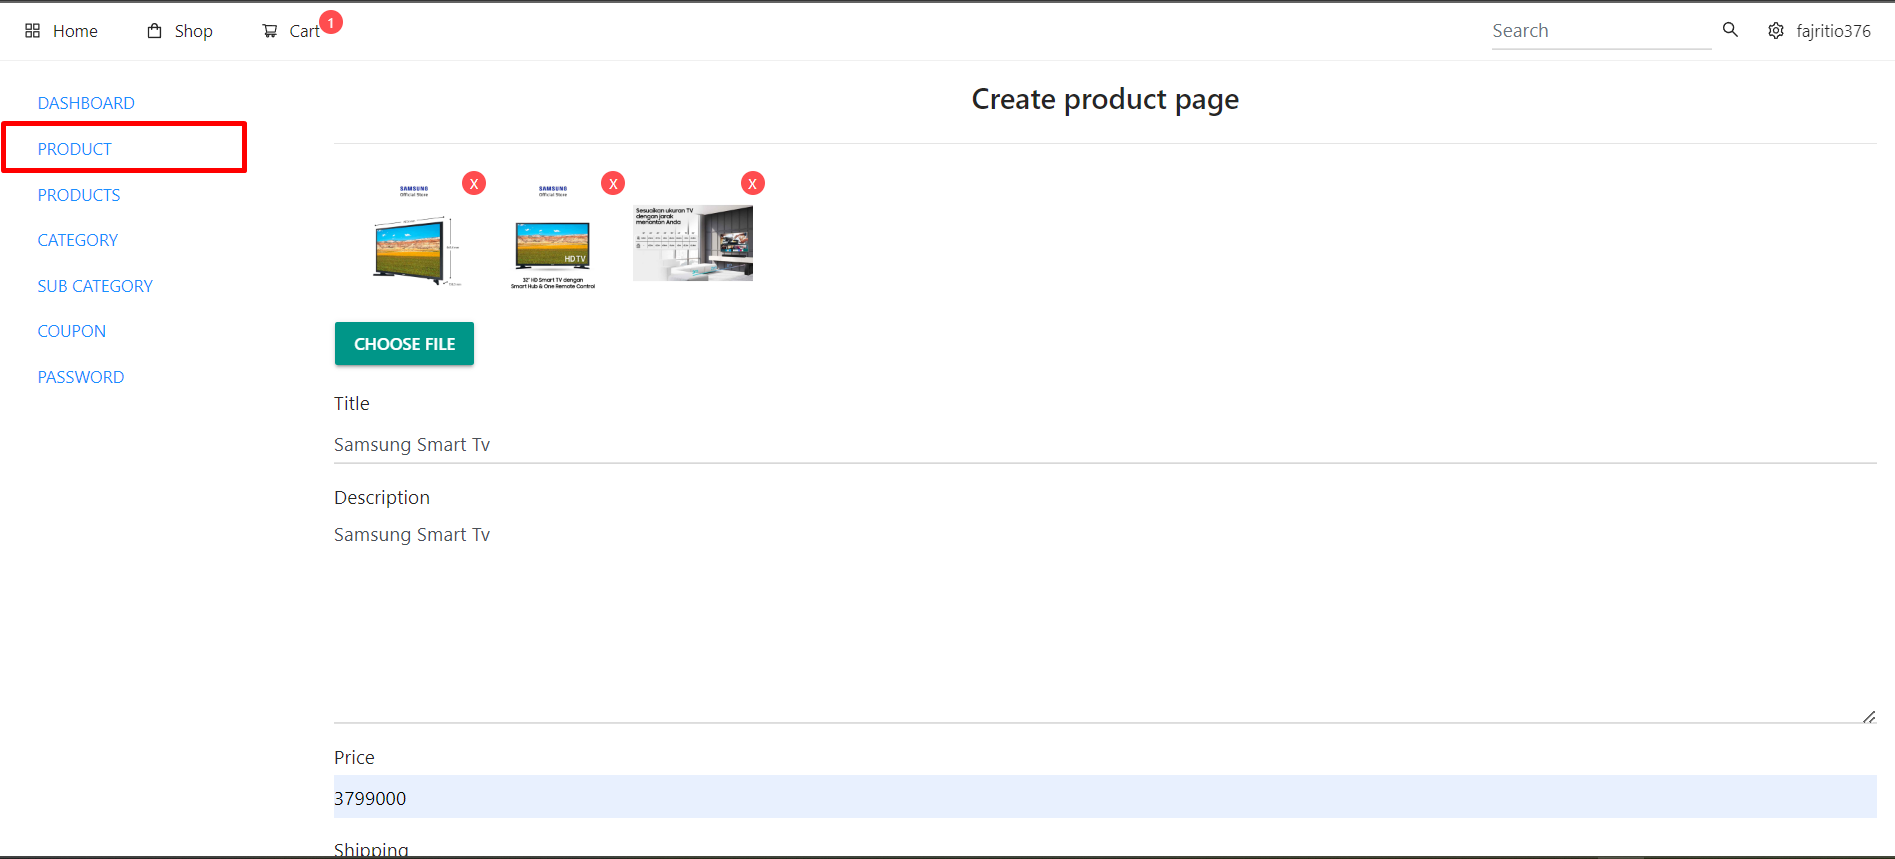 Home
Shop
Cart
1
Search
fajritio376
DASHBOARD
PRODUCT
PRODUCTS
CATEGORY
SUB CATEGORY
COUPON
PASSWORD
Create product page
SAMSUNG
Official Store
X
SAMSUNG
Official Store
HDTV
32" HD Smart TV dengan
Smart Hub & One Remote Control
X
Sesuaikan ukuran TV
dengan jarak
menonton Anda
X
CHOOSE FILE
Title
Samsung Smart Tv
Description
Samsung Smart Tv
Price
3799000
Shipping